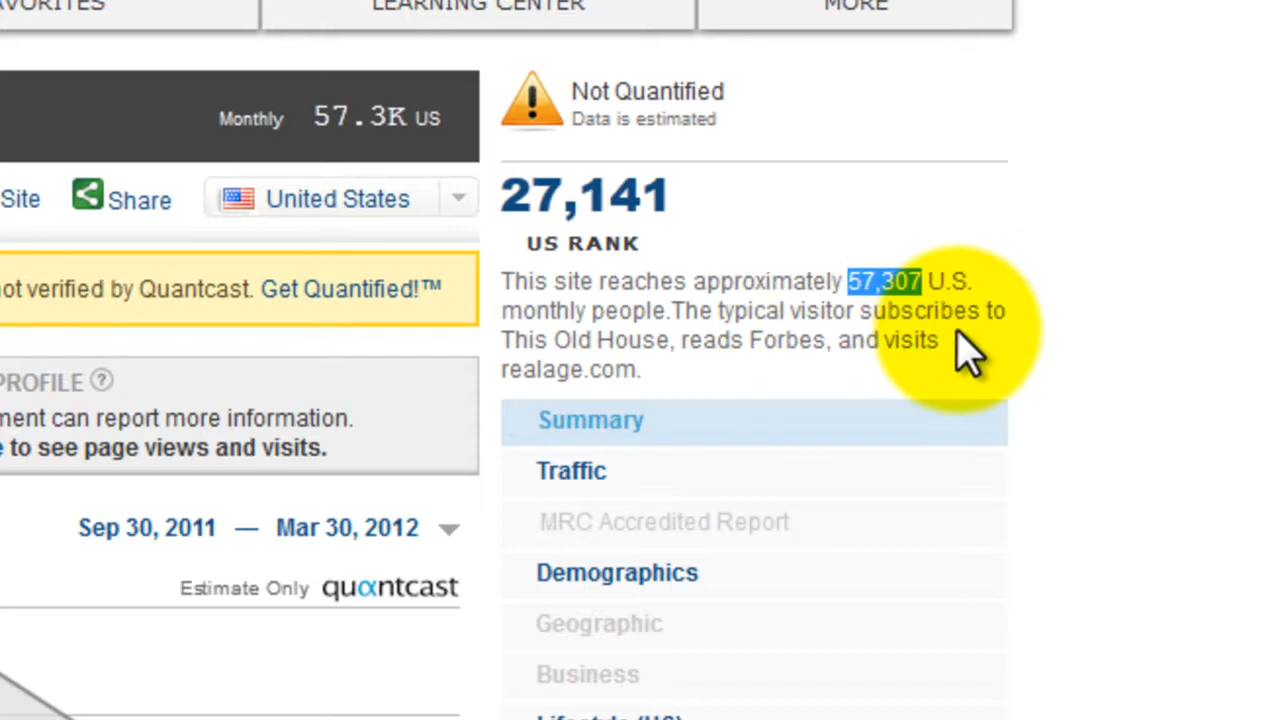 LEARNING CENTER
MORE
Monthly 57.3K US
Not Quantified
Data is estimated
Site
Share
United States
27,141
US RANK
This site reaches approximately 57,307 U.S.
monthly people.The typical visitor subscribes to
This Old House, reads Forbes, and visits
realage.com.
not verified by Quantcast. Get Quantified!™
PROFILE ?
ment can report more information.
to see page views and visits.
Sep 30, 2011 — Mar 30, 2012
Estimate Only quantcast
Summary
Traffic
MRC Accredited Report
Demographics
Geographic
Business